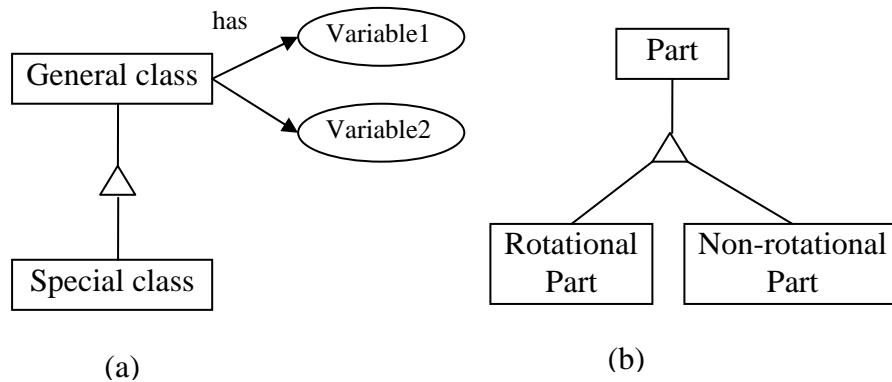 has
Variable1
General class
Variable2
Special class
(a)
Part
Rotational
Part
Non-rotational
Part
(b)